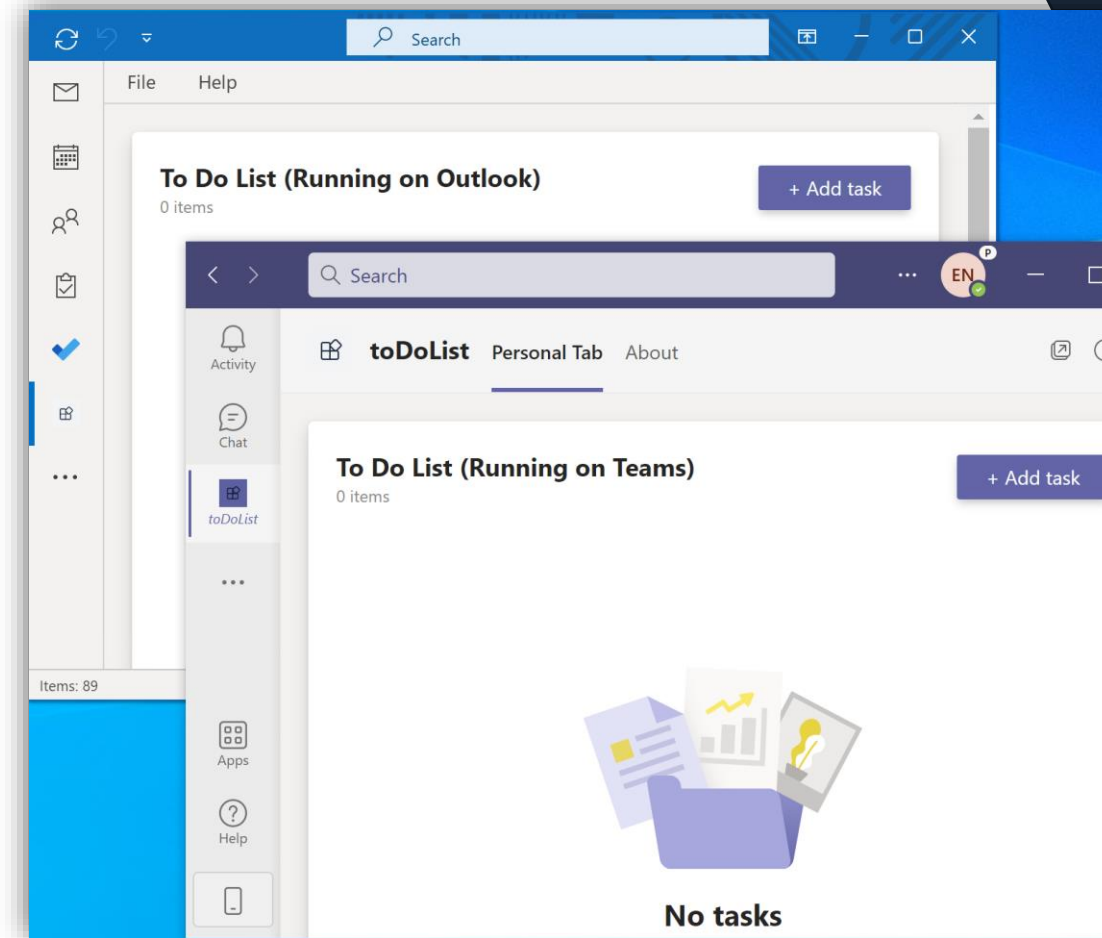 Search
File Help
To Do List (Running on Outlook)
+ Add task
0 items
Items: 89
Search
EN
P
Activity
toDoList Personal Tab About
Chat
toDoList
Apps
Help
To Do List (Running on Teams)
+ Add task
0 items
No tasks